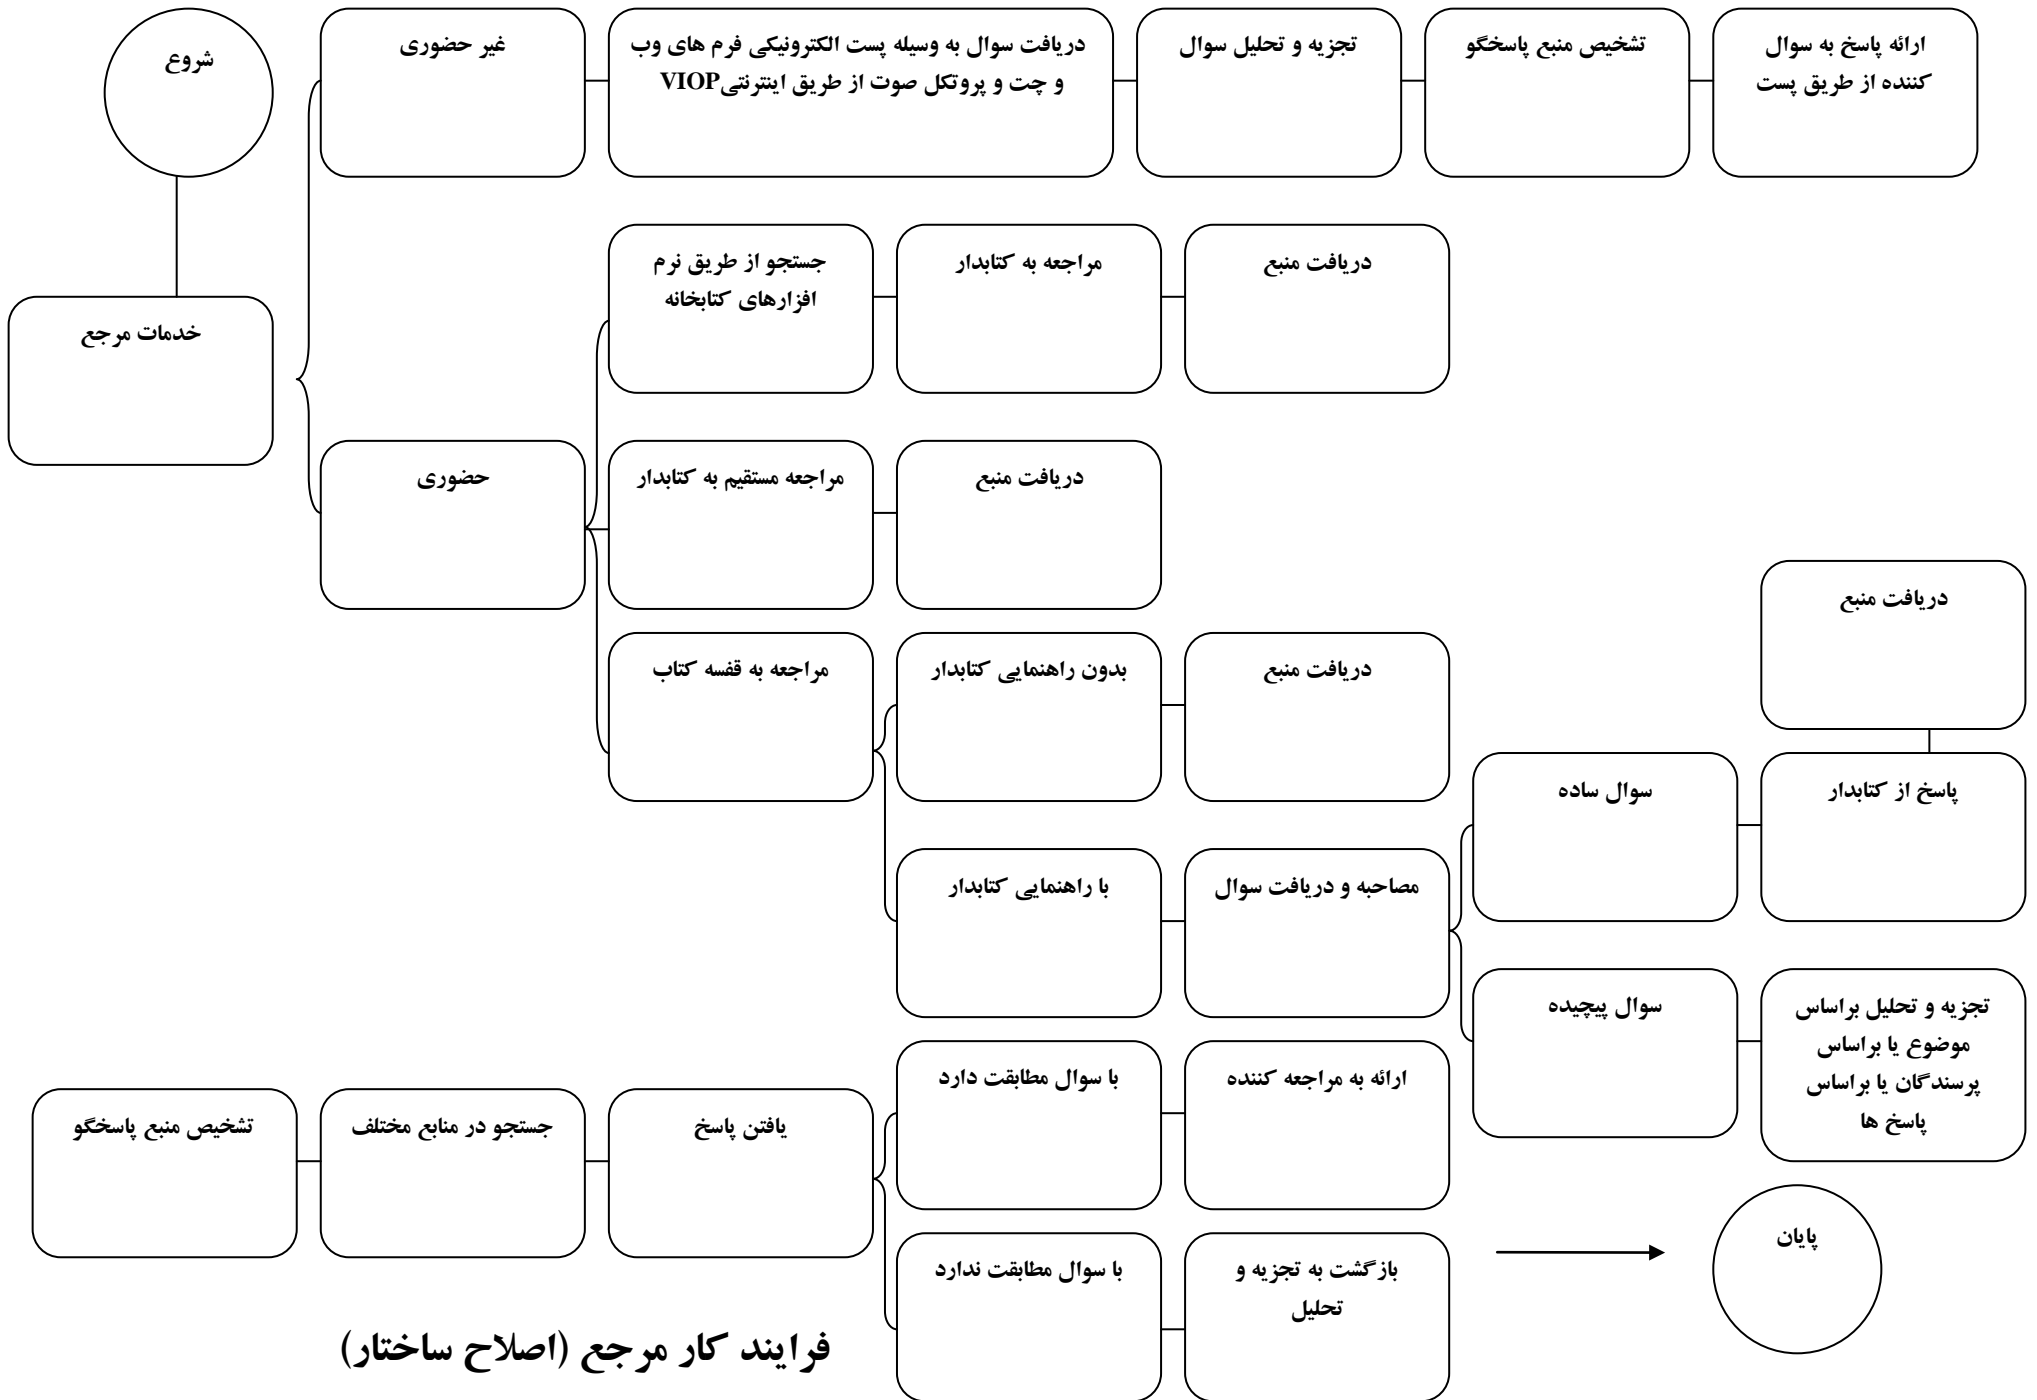 شروع
خدمات مرجع
غیر حضوری
دریافت سوال به وسیله پست الکترونیکی فرم های وب
و چت و پروتکل صوت از طریق اینترنتیVIOP
تجزیه و تحلیل سوال
تشخیص منبع پاسخگو
ارائه پاسخ به سوال
کننده از طریق پست
حضوری
جستجو از طریق نرم
افزارهای کتابخانه
مراجعه به کتابدار
دریافت منبع
مراجعه مستقیم به کتابدار
دریافت منبع
مراجعه به قفسه کتاب
بدون راهنمایی کتابدار
دریافت منبع
با راهنمایی کتابدار
مصاحبه و دریافت سوال
سوال ساده
پاسخ از کتابدار
دریافت منبع
سوال پیچیده
تجزیه و تحلیل براساس
موضوع یا براساس
پرسندگان یا براساس
پاسخ ها
تشخیص منبع پاسخگو
جستجو در منابع مختلف
یافتن پاسخ
با سوال مطابقت دارد
ارائه به مراجعه کننده
با سوال مطابقت ندارد
بازگشت به تجزیه و
تحلیل
پایان
فرایند کار مرجع (اصلاح ساختار)